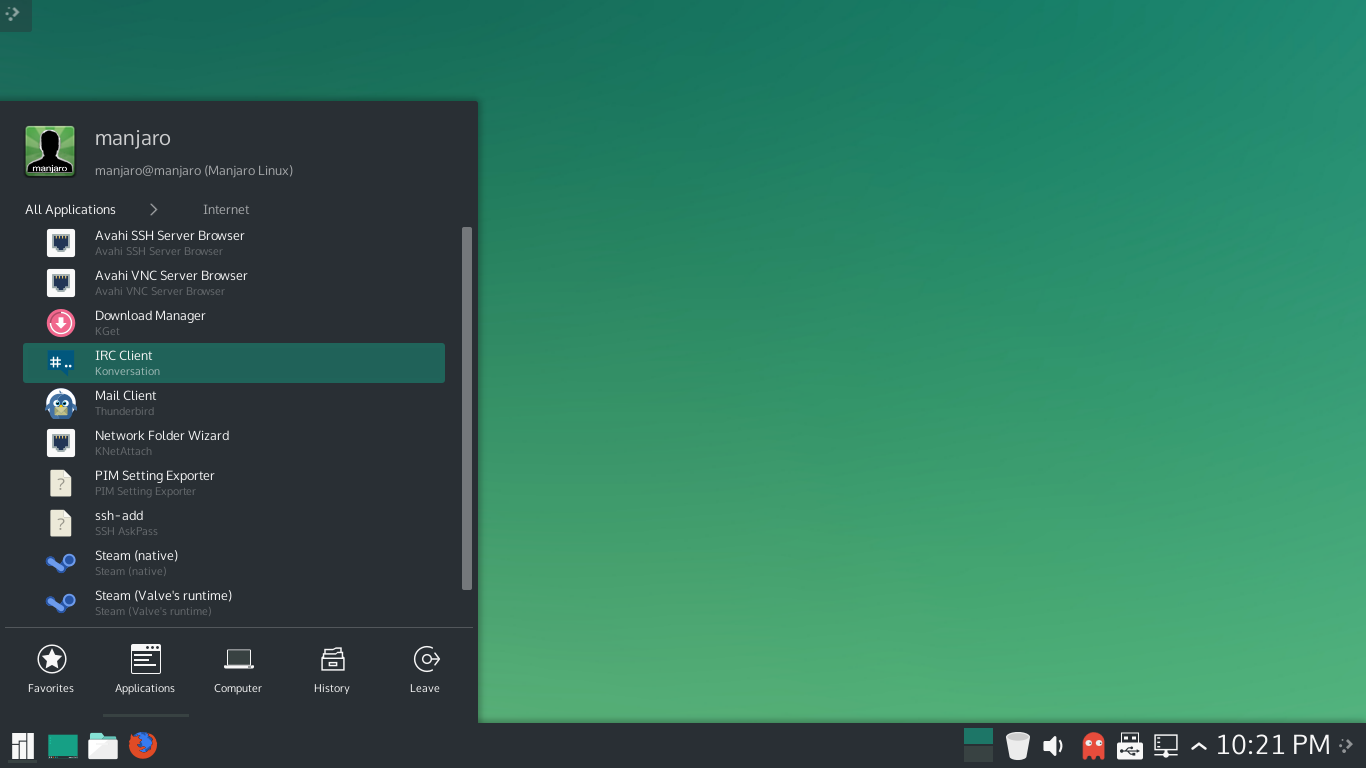 manjaro
manjaro
manjaro@manjaro (Manjaro Linux)
All Applications Internet
Avahi SSH Server Browser
Avahi SSH Server Browser
Avahi VNC Server Browser
Avahi VNC Server Browser
Download Manager
KGet
#..
IRC Client
Konversation
Mail Client
Thunderbird
Network Folder Wizard
KNetAttach
?
PIM Setting Exporter
PIM Setting Exporter
?
ssh-add
SSH AskPass
Steam (native)
Steam (native)
Steam (Valve's runtime)
Steam (Valve's runtime)
Favorites Applications Computer History Leave
10:21 PM